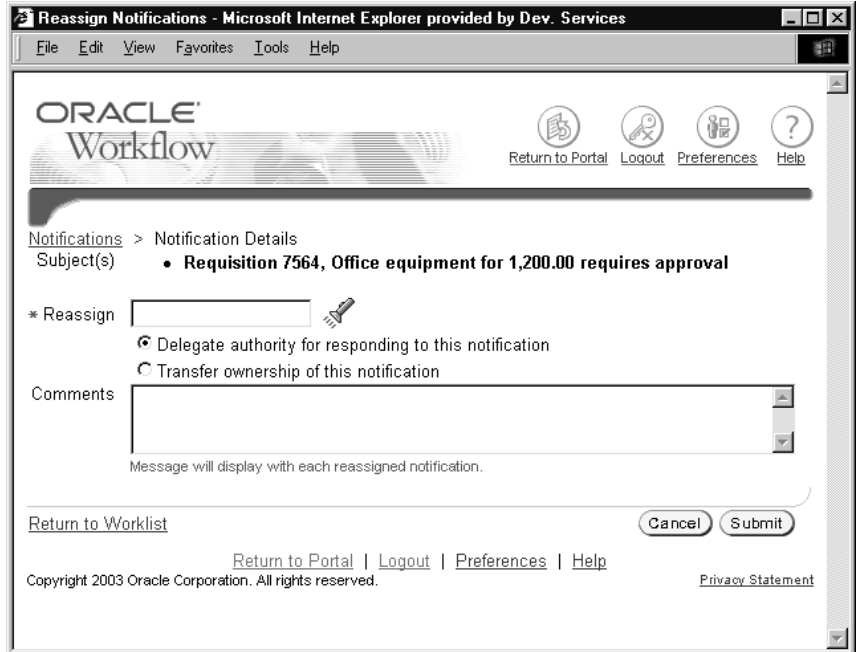 Reassign Notifications - Microsoft Internet Explorer provided by Dev. Services
File Edit View Favorites Tools Help
ORACLE'
Workflow
Return to Portal Logout Preferences Help
Notifications > Notification Details
Subject(s) • Requisition 7564, Office equipment for 1,200.00 requires approval
* Reassign
Delegate authority for responding to this notification
Transfer ownership of this notification
Comments
Message will display with each reassigned notification.
Return to Worklist Cancel Submit
Return to Portal | Logout | Preferences | Help
Copyright 2003 Oracle Corporation. All rights reserved. Privacy Statement